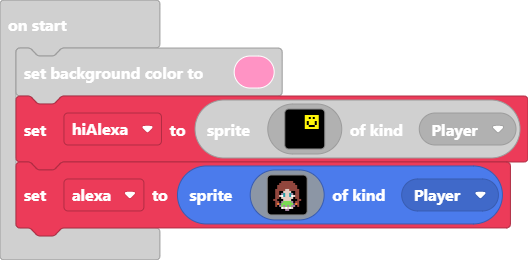 on start
set background color to
set hiAlexa to sprite of kind Player
set alexa to sprite of kind Player